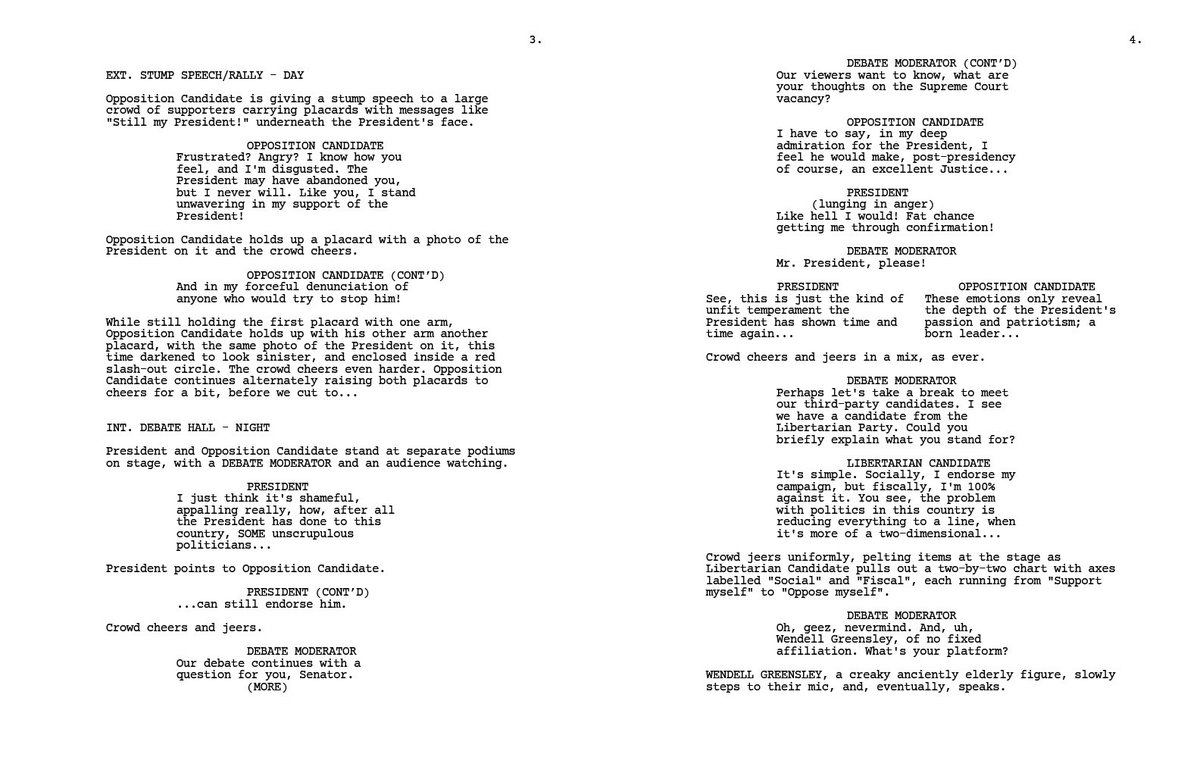 3.
EXT. STUMP SPEECH/RALLY - DAY
Opposition Candidate is giving a stump speech to a large
crowd of supporters carrying placards with messages like
"Still my President!" underneath the President's face.
OPPOSITION CANDIDATE
Frustrated? Angry? I know how you
feel, and I'm disgusted. The
President may have abandoned you,
but I never will. Like you, I stand
unwavering in my support of the
President!
Opposition Candidate holds up a placard with a photo of the
President on it and the crowd cheers.
OPPOSITION CANDIDATE (CONT'D)
And in my forceful denunciation of
anyone who would try to stop him!
While still holding the first placard with one arm,
Opposition Candidate holds up with his other arm another
placard, with the same photo of the President on it, this
time darkened to look sinister, and enclosed inside a red
slash-out circle. The crowd cheers even harder. Opposition
Candidate continues alternately raising both placards to
cheers for a bit, before we cut to...
INT. DEBATE HALL - NIGHT
President and Opposition Candidate stand at separate podiums
on stage, with a DEBATE MODERATOR and an audience watching.
PRESIDENT
I just think it's shameful,
appalling really, how, after all
the President has done to this
country, SOME unscrupulous
politicians...
President points to Opposition Candidate.
PRESIDENT (CONT'D)
...can still endorse him.
Crowd cheers and jeers.
DEBATE MODERATOR
Our debate continues with a
question for you, Senator.
(MORE)
4.
DEBATE MODERATOR (CONT'D)
Our viewers want to know, what are
your thoughts on the Supreme Court
vacancy?
OPPOSITION CANDIDATE
I have to say, in my deep
admiration for the President, I
feel he would make, post-presidency
of course, an excellent Justice...
PRESIDENT
(lunging in anger)
Like hell I would! Fat chance
getting me through confirmation!
DEBATE MODERATOR
Mr. President, please!
PRESIDENT
See, this is just the kind of
unfit temperament the
President has shown time and
time again...
OPPOSITION CANDIDATE
These emotions only reveal
the depth of the President's
passion and patriotism; a
born leader...
Crowd cheers and jeers in a mix, as ever.
DEBATE MODERATOR
Perhaps let's take a break to meet
our third-party candidates. I see
we have a candidate from the
Libertarian Party. Could you
briefly explain what you stand for?
LIBERTARIAN CANDIDATE
It's simple. Socially, I endorse my
campaign, but fiscally, I'm 100%
against it. You see, the problem
with politics in this country is
reducing everything to a line, when
it's more of a two-dimensional...
Crowd jeers uniformly, pelting items at the stage as
Libertarian Candidate pulls out a two-by-two chart with axes
labelled "Social" and "Fiscal", each running from "Support
myself" to "Oppose myself".
DEBATE MODERATOR
Oh, geez, nevermind. And, uh,
Wendell Greensley, of no fixed
affiliation. What's your platform?
WENDELL GREENSLEY, a creaky anciently elderly figure, slowly
steps to their mic, and, eventually, speaks.